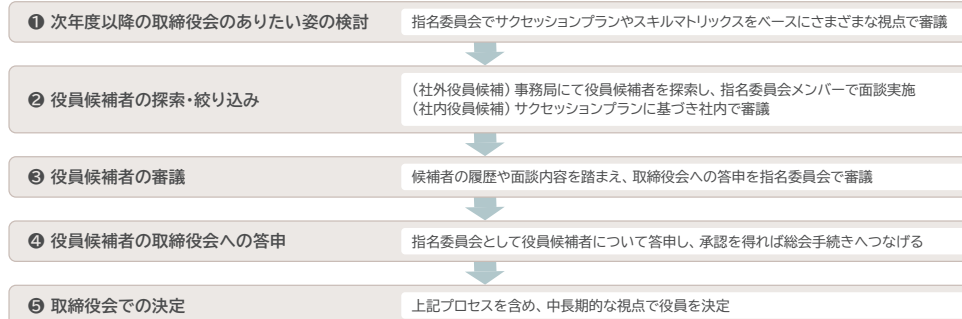 ❶ 次年度以降の取締役会のありたい姿の検討
指名委員会でサクセッションプランやスキルマトリックスをベースにさまざまな視点で審議
❷ 役員候補者の探索・絞り込み
（社外役員候補）事務局にて役員候補者を探索し、指名委員会メンバーで面談実施
（社内役員候補）サクセッションプランに基づき社内で審議
❸ 役員候補者の審議
候補者の履歴や面談内容を踏まえ、取締役会への答申を指名委員会で審議
❹ 役員候補者の取締役会への答申
指名委員会として役員候補者について答申し、承認を得れば総会手続きへつなげる
❺ 取締役会での決定
上記プロセスを含め、中長期的な視点で役員を決定